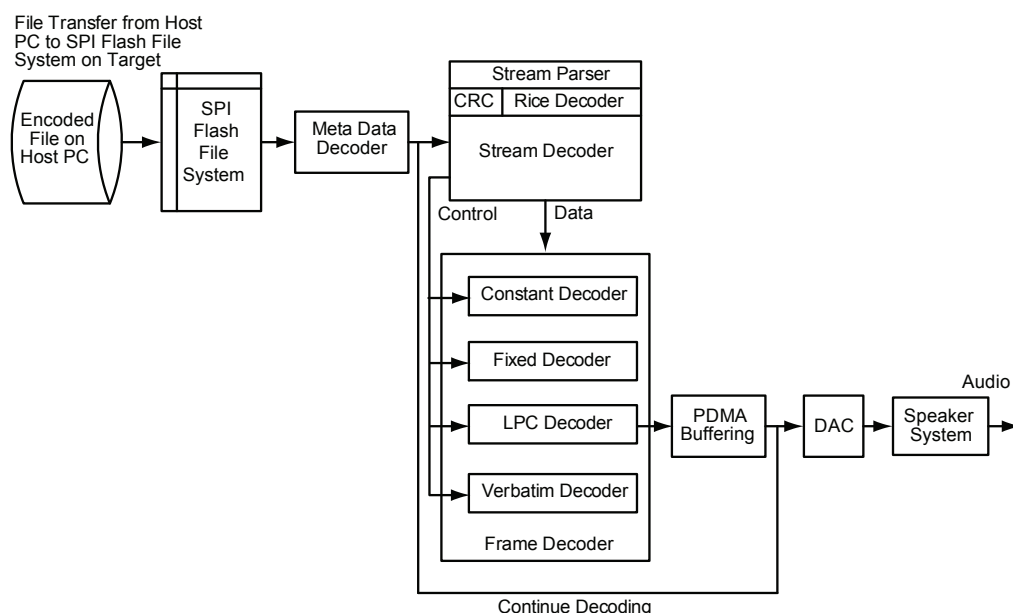 File Transfer from Host
PC to SPI Flash File
System on Target
Encoded
File on
Host PC
SPI
Flash
File
System
Meta Data
Decoder
Stream Parser
CRC
Rice Decoder
Stream Decoder
Control
Data
Constant Decoder
Fixed Decoder
LPC Decoder
Verbatim Decoder
Frame Decoder
PDMA
Buffering
DAC
Speaker
System
Audio
Continue Decoding